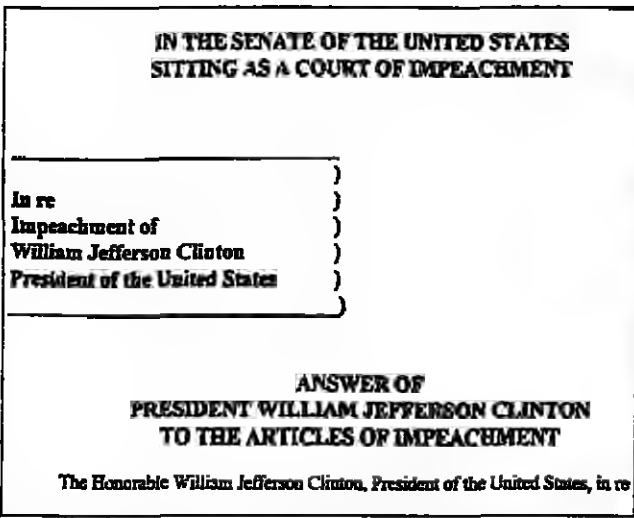 IN THE SENATE OF THE UNITED STATES
SITTING AS A COURT OF IMPEACHMENT
)
In re )
Impeachment of )
William Jefferson Clinton )
President of the United States )
)
ANSWER OF
PRESIDENT WILLIAM JEFFERSON CLINTON
TO THE ARTICLES OF IMPEACHMENT
The Honorable William Jefferson Clinton, President of the United States, in re